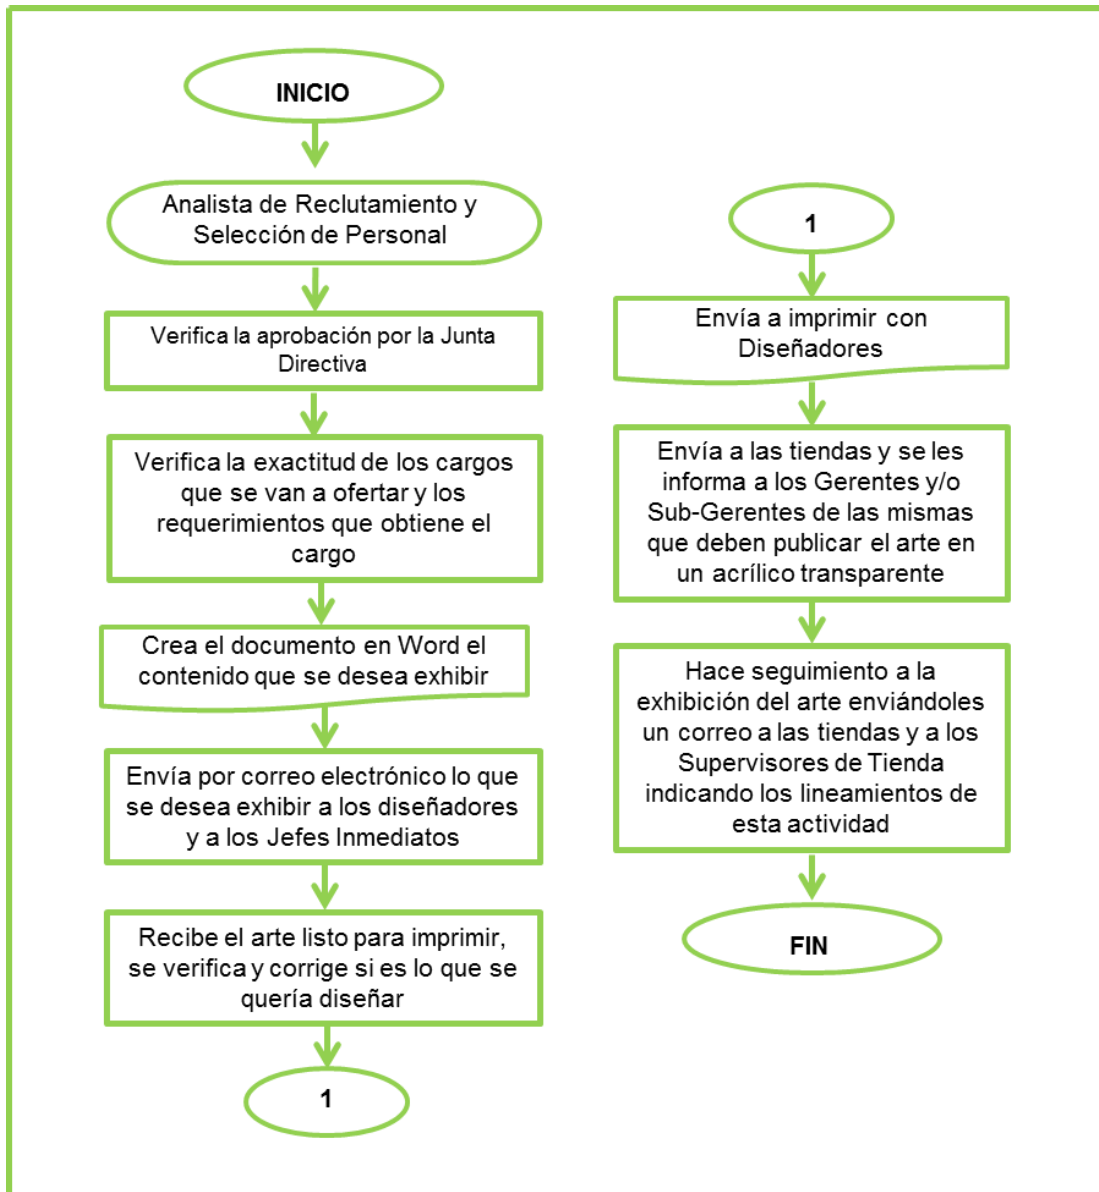 INICIO
Analista de Reclutamiento y
Selección de Personal
Verifica la aprobación por la Junta
Directiva
Verifica la exactitud de los cargos
que se van a ofertar y los
requerimientos que obtiene el
cargo
Crea el documento en Word el
contenido que se desea exhibir
Envía por correo electrónico lo que
se desea exhibir a los diseñadores
y a los Jefes Inmediatos
Recibe el arte listo para imprimir,
se verifica y corrige si es lo que se
quería diseñar
1
1
Envía a imprimir con
Diseñadores
Envía a las tiendas y se les
informa a los Gerentes y/o
Sub-Gerentes de las mismas
que deben publicar el arte en
un acrílico transparente
Hace seguimiento a la
exhibición del arte enviándoles
un correo a las tiendas y a los
Supervisores de Tienda
indicando los lineamientos de
esta actividad
FIN